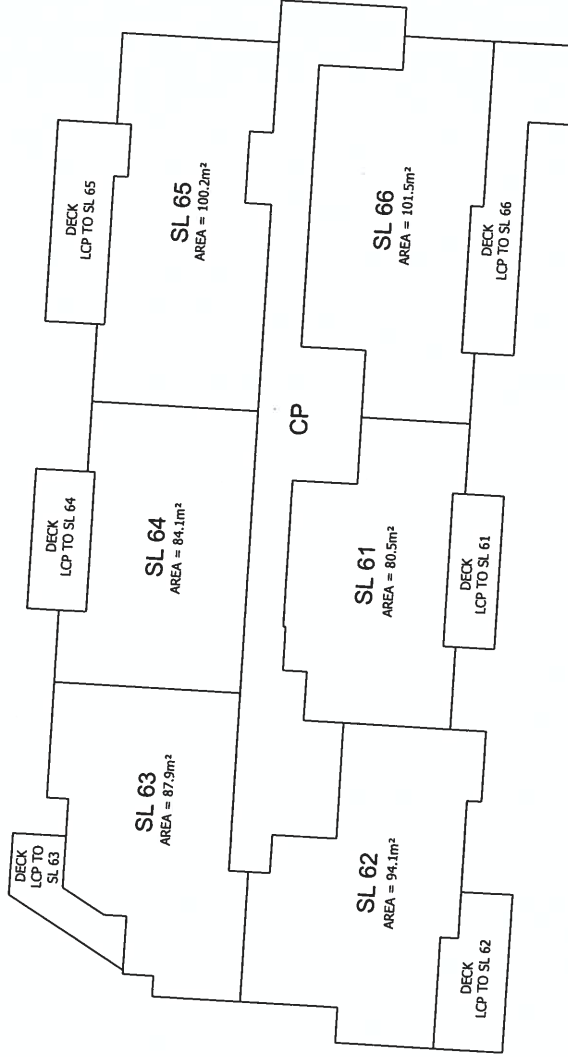 DECK
LCP TO SL 65
SL 65
AREA = 100.2m²
SL 66
AREA = 101.5m²
DECK
LCP TO SL 66
CP
DECK
LCP TO SL 64
SL 64
AREA = 84.1m²
SL 61
AREA = 80.5m²
DECK
LCP TO SL 61
DECK
LCP TO
SL 63
SL 63
AREA = 87.9m²
SL 62
AREA = 94.1m²
DECK
LCP TO SL 62